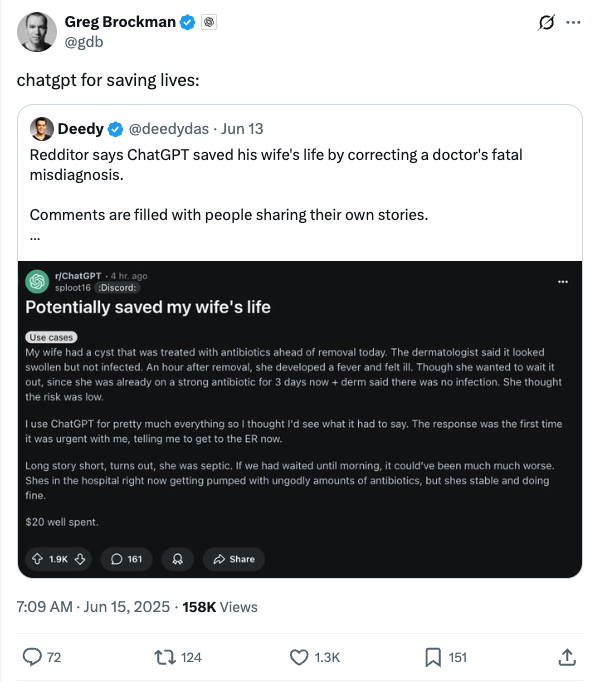 Greg Brockman
@gdb
chatgpt for saving lives:
Deedy @deedydas · Jun 13
Redditor says ChatGPT saved his wife's life by correcting a doctor's fatal
misdiagnosis.
Comments are filled with people sharing their own stories.
...
r/ChatGPT · 4 hr. ago
sploot16 :Discord:
Potentially saved my wife's life
Use cases
My wife had a cyst that was treated with antibiotics ahead of removal today. The dermatologist said it looked
swollen but not infected. An hour after removal, she developed a fever and felt ill. Though she wanted to wait it
out, since she was already on a strong antibiotic for 3 days now + derm said there was no infection. She thought
the risk was low.
I use ChatGPT for pretty much everything so I thought I'd see what it had to say. The response was the first time
it was urgent with me, telling me to get to the ER now.
Long story short, turns out, she was septic. If we had waited until morning, it could've been much much worse.
Shes in the hospital right now getting pumped with ungodly amounts of antibiotics, but shes stable and doing
fine.
$20 well spent.
1.9K 161 Share
7:09 AM · Jun 15, 2025 · 158K Views
72 124 1.3K 151